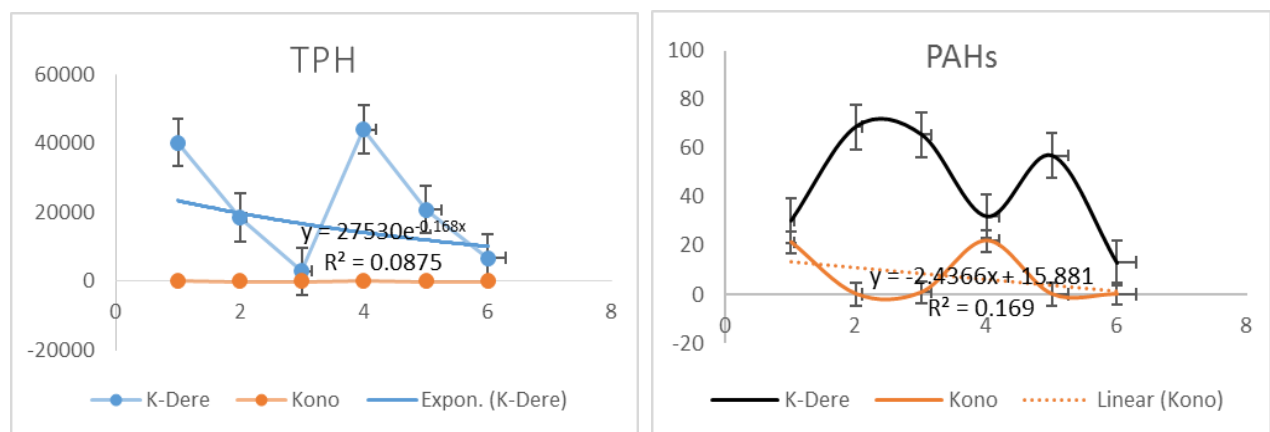 TPH
60000
40000
20000
0
-20000
0
2
4
6
8
y = 27530e^-0.168x
R² = 0.0875
K-Dere
Kono
Expon. (K-Dere)
PAHs
100
80
60
40
20
0
-20
0
2
4
6
8
y = -2.4366x + 15.881
R² = 0.169
K-Dere
Kono
Linear (Kono)